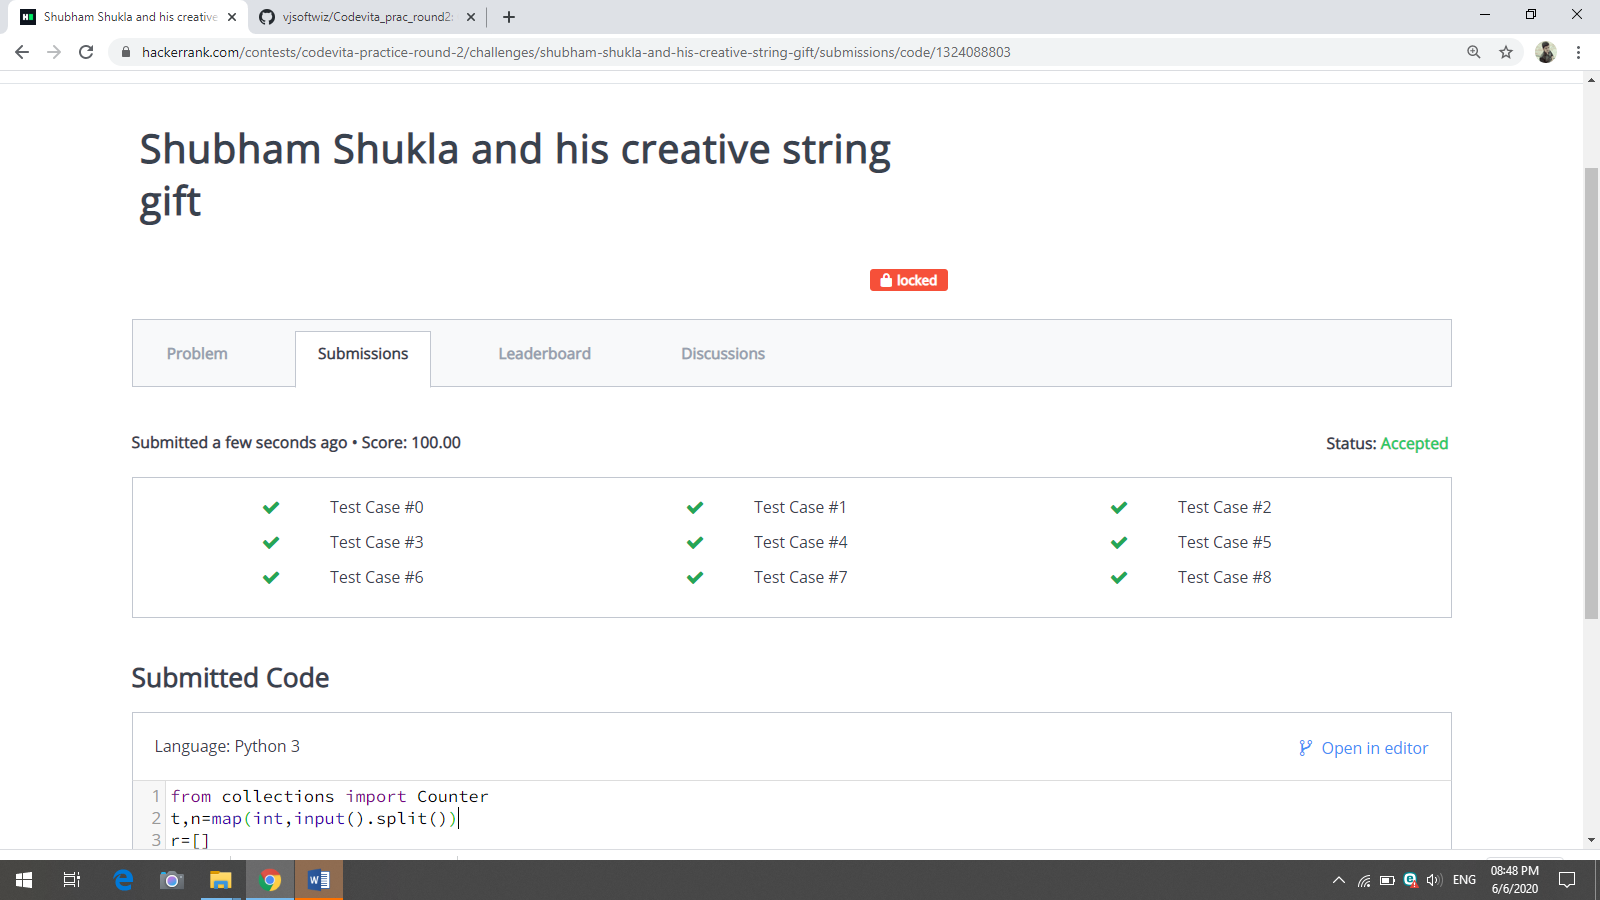 Shubham Shukla and his creative
vjsoftwiz/Codevita_prac_round2:
hackerrank.com/contests/codevita-practice-round-2/challenges/shubham-shukla-and-his-creative-string-gift/submissions/code/1324088803
Shubham Shukla and his creative string
gift
locked
Problem
Submissions
Leaderboard
Discussions
Submitted a few seconds ago • Score: 100.00
Status: Accepted
Test Case #0
Test Case #1
Test Case #2
Test Case #3
Test Case #4
Test Case #5
Test Case #6
Test Case #7
Test Case #8
Submitted Code
Language: Python 3
Open in editor
1 from collections import Counter
2 t,n=map(int,input().split())
3 r=[]
ENG
08:48 PM
6/6/2020